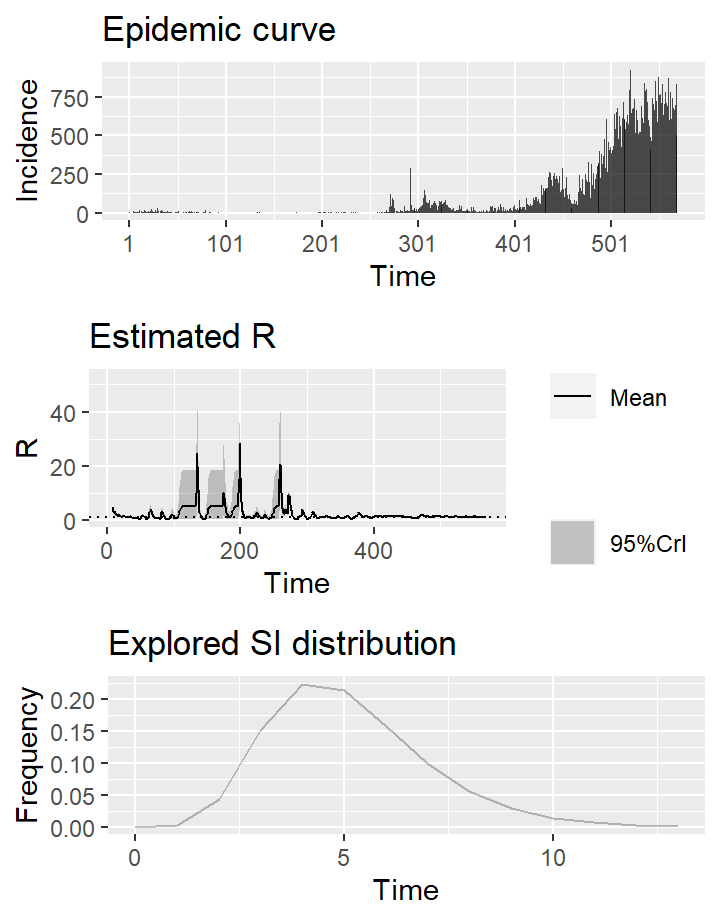 Epidemic curve
Incidence
750
500
250
0
1 101 201 301 401 501
Time
Estimated R
R
40
20
0
0 200 400
Time
Mean
95%CrI
Explored SI distribution
Frequency
0.20
0.15
0.10
0.05
0.00
0 5 10
Time